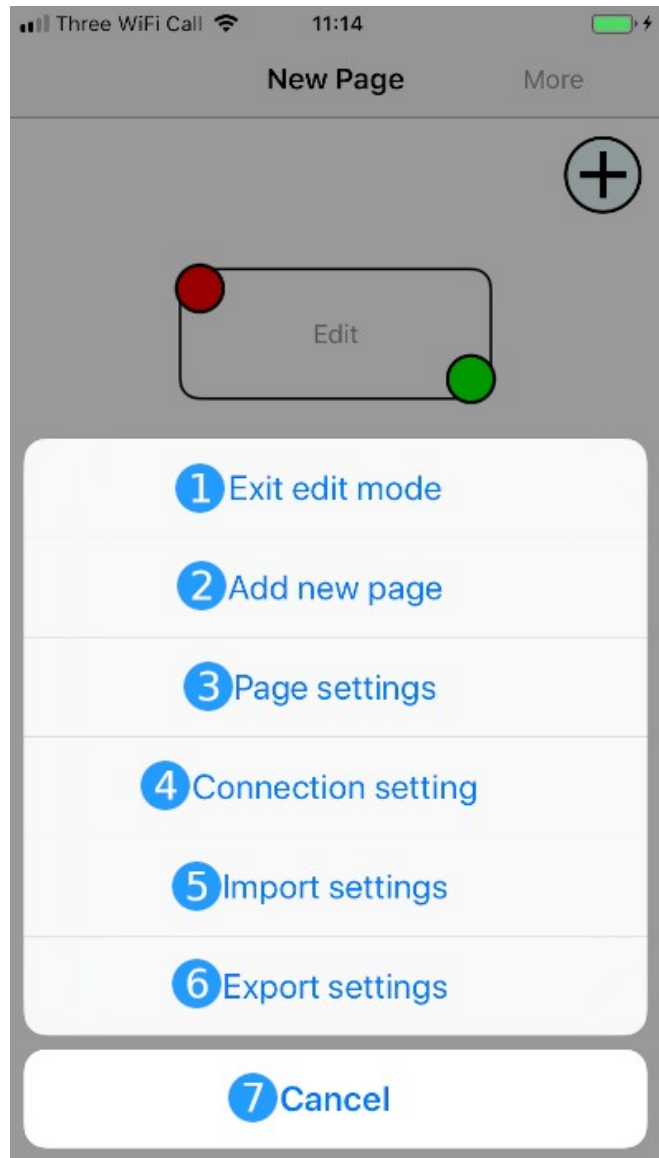 Three WiFi Call 11:14
New Page More
Edit
1 Exit edit mode
2 Add new page
3 Page settings
4 Connection setting
5 Import settings
6 Export settings
7 Cancel